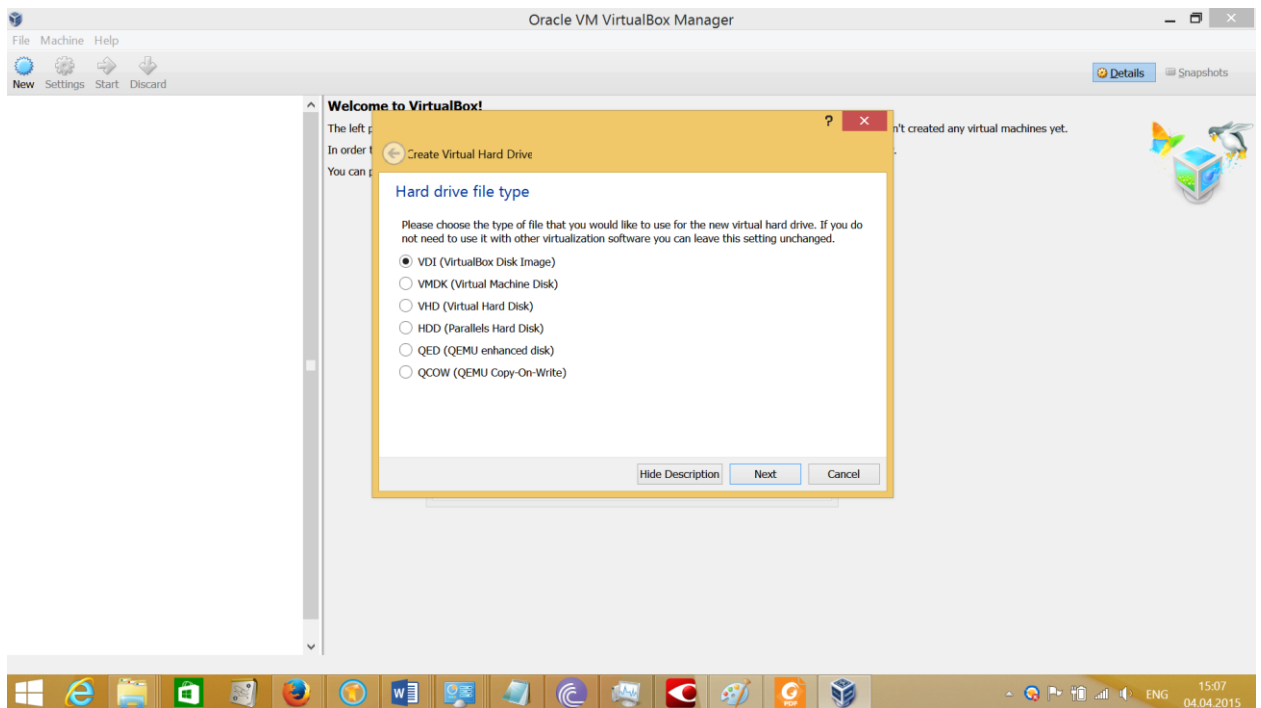 Oracle VM VirtualBox Manager
File Machine Help
New Settings Start Discard
Details Snapshots
Welcome to VirtualBox!
The left
n't created any virtual machines yet.
In order
You can
Create Virtual Hard Drive
Hard drive file type
Please choose the type of file that you would like to use for the new virtual hard drive. If you do
not need to use it with other virtualization software you can leave this setting unchanged.
VDI (VirtualBox Disk Image)
VMDK (Virtual Machine Disk)
VHD (Virtual Hard Disk)
HDD (Parallels Hard Disk)
QED (QEMU enhanced disk)
QCOW (QEMU Copy-On-Write)
Hide Description Next Cancel
ENG 15:07
04.04.2015